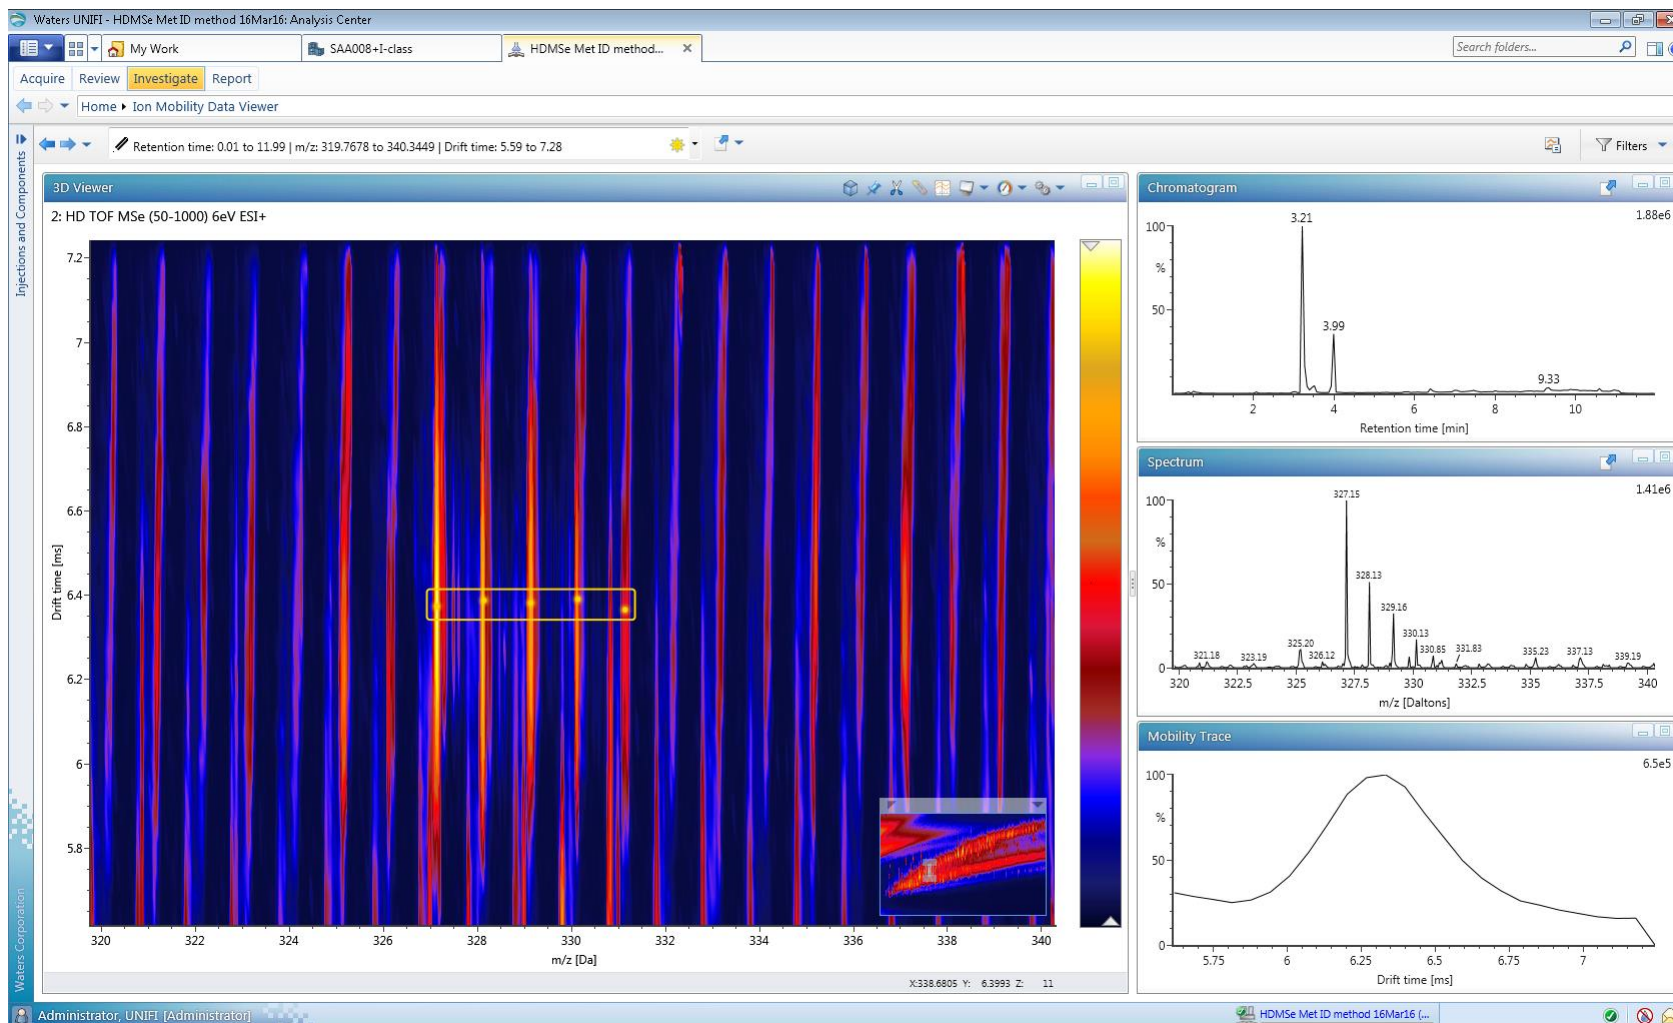 Waters UNIFI - HDMSe Met ID method 16Mar16: Analysis Center
My Work
SAA008+I-class
HDMSe Met ID method...
Search folders...
Acquire Review Investigate Report
Home Ion Mobility Data Viewer
Injections and Components
Retention time: 0.01 to 11.99 | m/z: 319.7678 to 340.3449 | Drift time: 5.59 to 7.28
Filters
3D Viewer
2: HD TOF MSe (50-1000) 6eV ESI+
7.2
7
6.8
6.6
6.4
6.2
6
5.8
Drift time [ms]
320 322 324 326 328 330 332 334 336 338 340
m/z [Da]
X:338.6805 Y: 6.3993 Z: 11
Chromatogram
1.88e6
3.21
100
%
3.99
50
9.33
2 4 6 8 10
Retention time [min]
Spectrum
1.41e6
327.15
100
%
328.13
50
329.16
330.13
325.20
321.18 323.19 326.12 330.85 331.83 335.23 337.13 339.19
0
320 322.5 325 327.5 330 332.5 335 337.5 340
m/z [Daltons]
Mobility Trace
6.5e5
100
%
50
0
5.75 6 6.25 6.5 6.75 7
Drift time [ms]
Waters Corporation
Administrator, UNIFI [Administrator]
HDMSe Met ID method 16Mar16 (...